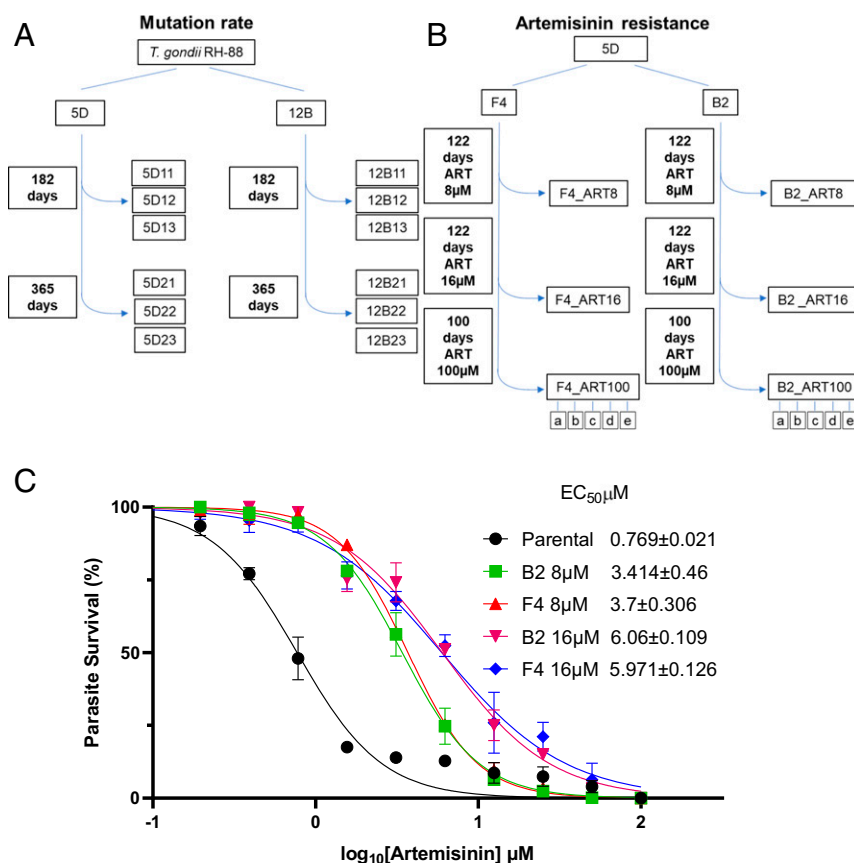 A
Mutation rate
T. gondii RH-88
5D
12B
182
days
5D11
5D12
5D13
182
days
12B11
12B12
12B13
365
days
5D21
5D22
5D23
365
days
12B21
12B22
12B23
B
Artemisinin resistance
5D
F4
B2
122
days
ART
8µM
F4_ART8
122
days
ART
8µM
B2_ART8
122
days
ART
16µM
F4_ART16
122
days
ART
16µM
B2_ART16
100
days
ART
100µM
F4_ART100
a b c d e
100
days
ART
100µM
B2_ART100
a b c d e
C
EC50µM
Parental 0.769±0.021
B2 8µM 3.414±0.46
F4 8µM 3.7±0.306
B2 16µM 6.06±0.109
F4 16µM 5.971±0.126
Parasite Survival (%)
100
50
0
-1 0 1 2
log10[Artemisinin] µM